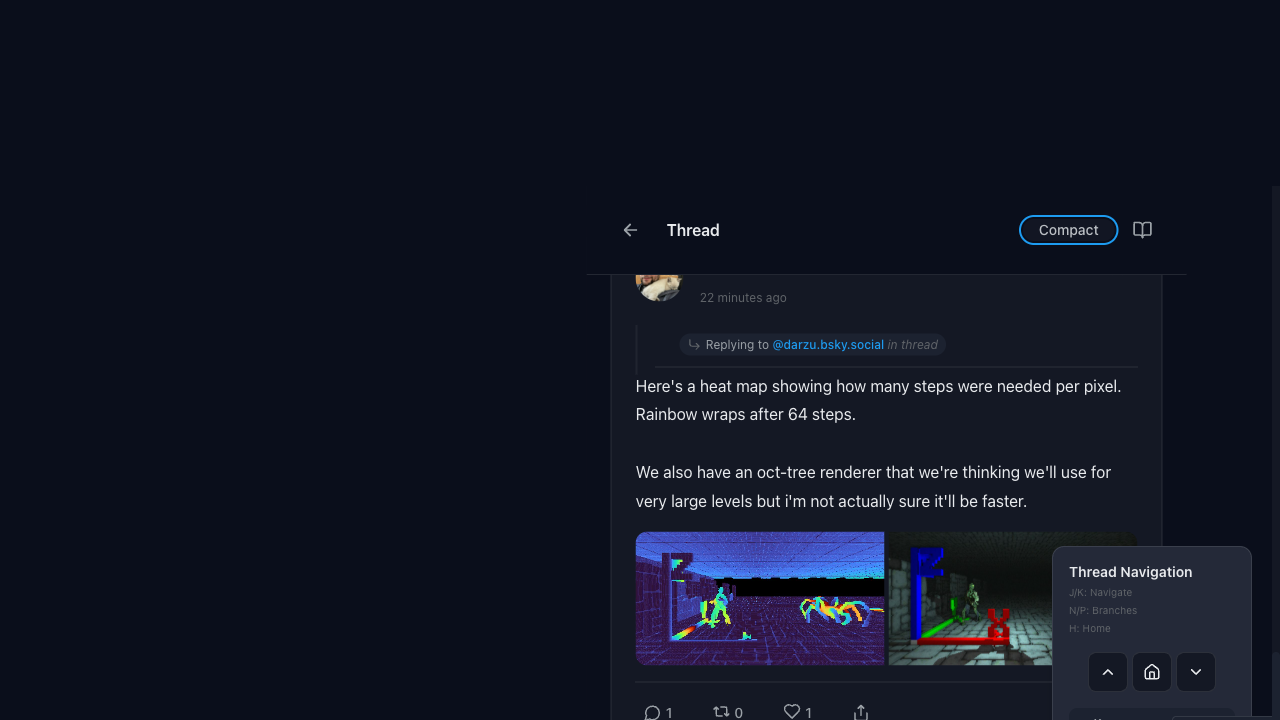 Thread
Compact
22 minutes ago
Replying to @darzu.bsky.social in thread
Here's a heat map showing how many steps were needed per pixel.
Rainbow wraps after 64 steps.
We also have an oct-tree renderer that we're thinking we'll use for
very large levels but i'm not actually sure it'll be faster.
Thread Navigation
J/K: Navigate
N/P: Branches
H: Home
1 0 1